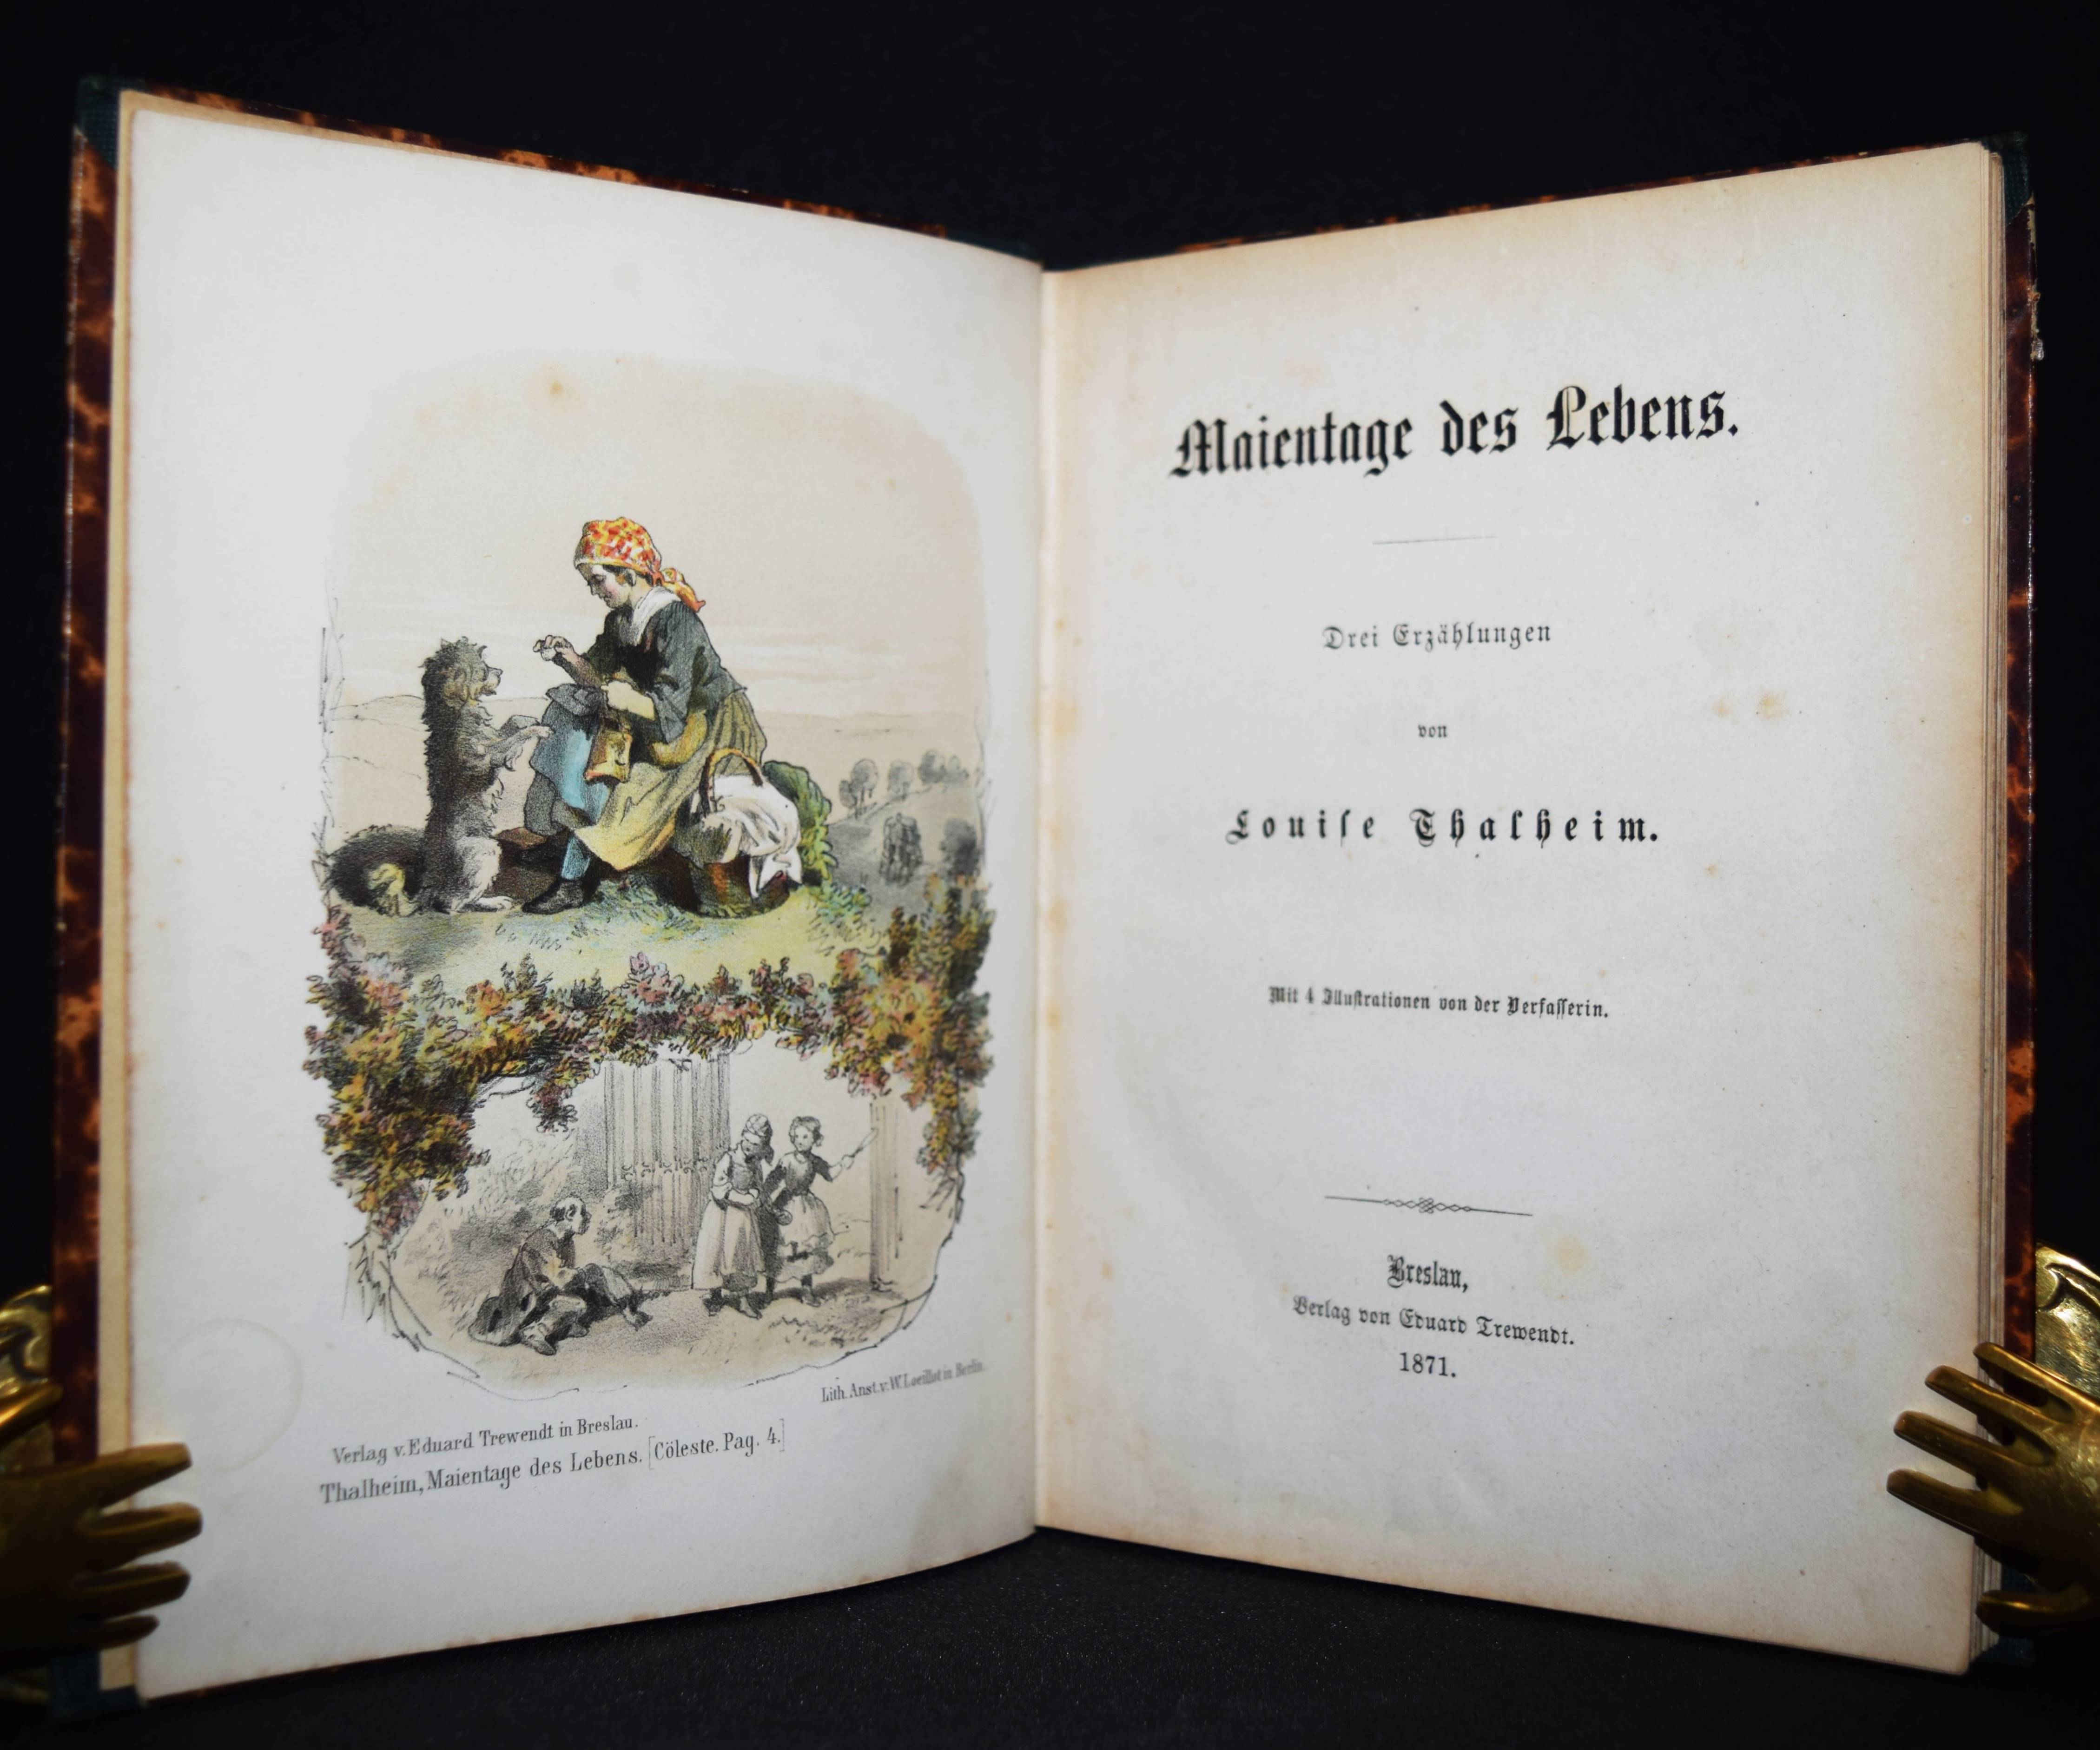 Lith. Anst. v. W. Loeillot in Berlin.
Verlag v. Eduard Trewendt in Breslau.
Thalheim, Maientage des Lebens. [Cöleste. Pag. 4.]
Maientage des Lebens.
Drei Erzählungen
von
Louiſe Thalheim.
Mit 4 Illuſtrationen von der Verfaſſerin.
Breslau,
Verlag von Eduard Trewendt.
1871.